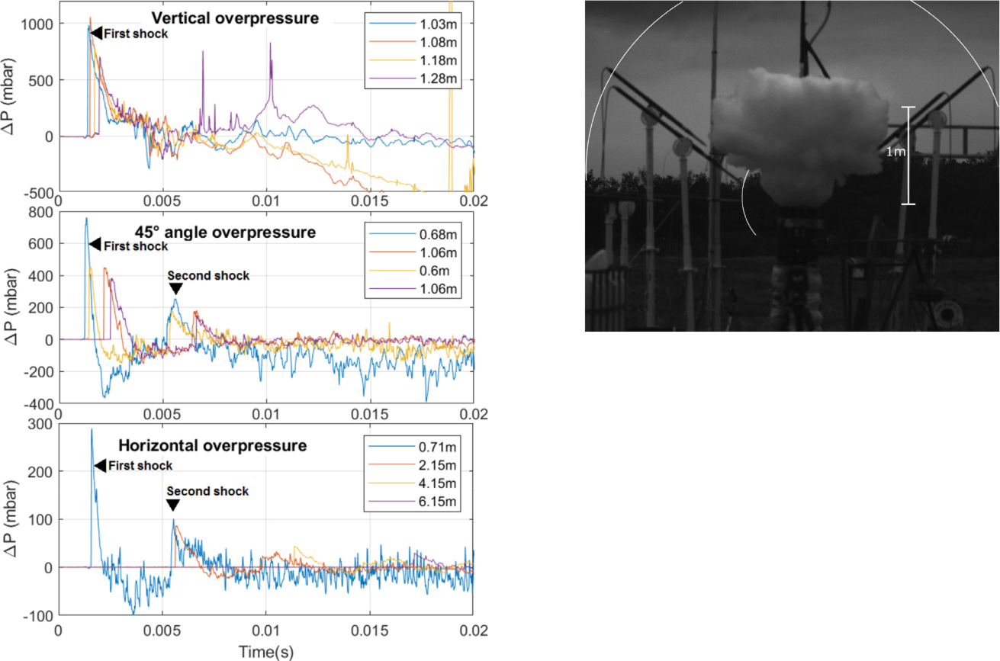 Vertical overpressure
First shock
1.03m
1.08m
1.18m
1.28m
ΔP (mbar)
1000
500
0
-500
0
0.005
0.01
0.015
0.02
45° angle overpressure
First shock
Second shock
0.68m
1.06m
0.6m
1.06m
ΔP (mbar)
800
600
400
200
0
-200
-400
0
0.005
0.01
0.015
0.02
Horizontal overpressure
First shock
Second shock
0.71m
2.15m
4.15m
6.15m
ΔP (mbar)
300
200
100
0
-100
0
0.005
0.01
0.015
0.02
Time(s)
1m